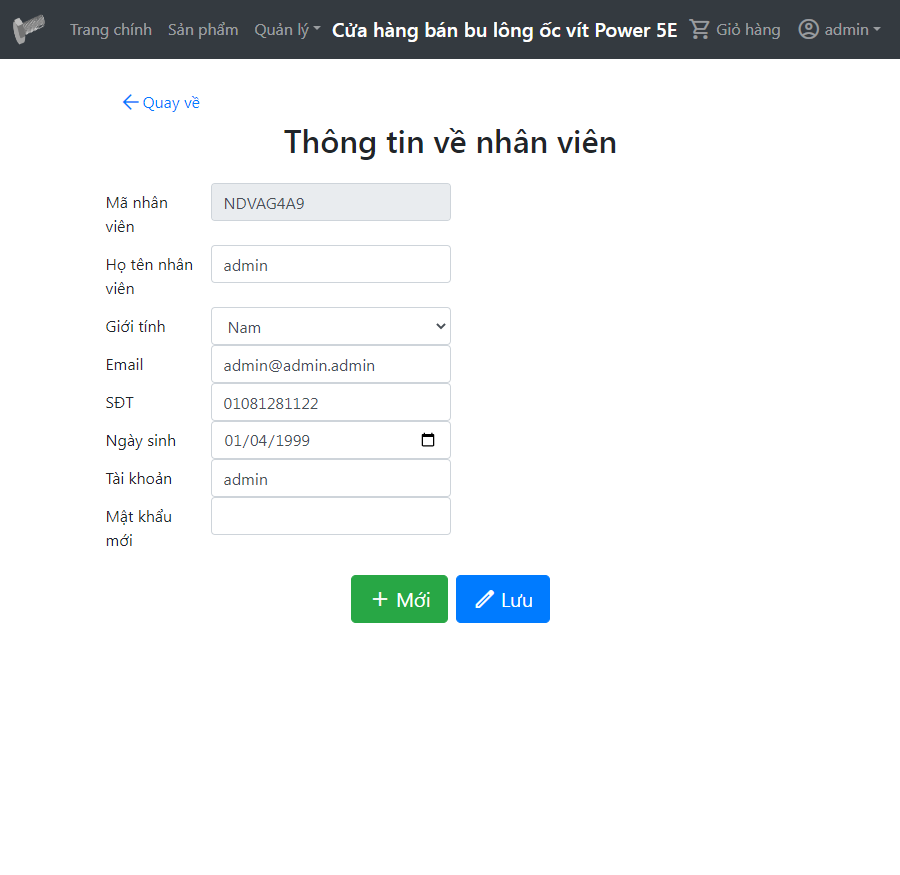 Trang chính Sản phẩm Quản lý Cửa hàng bán bu lông ốc vít Power 5E Giỏ hàng admin
Quay về
Thông tin về nhân viên
Mã nhân viên NDVAG4A9
Họ tên nhân viên admin
Giới tính Nam
Email admin@admin.admin
SĐT 01081281122
Ngày sinh 01/04/1999
Tài khoản admin
Mật khẩu mới
Mới Lưu